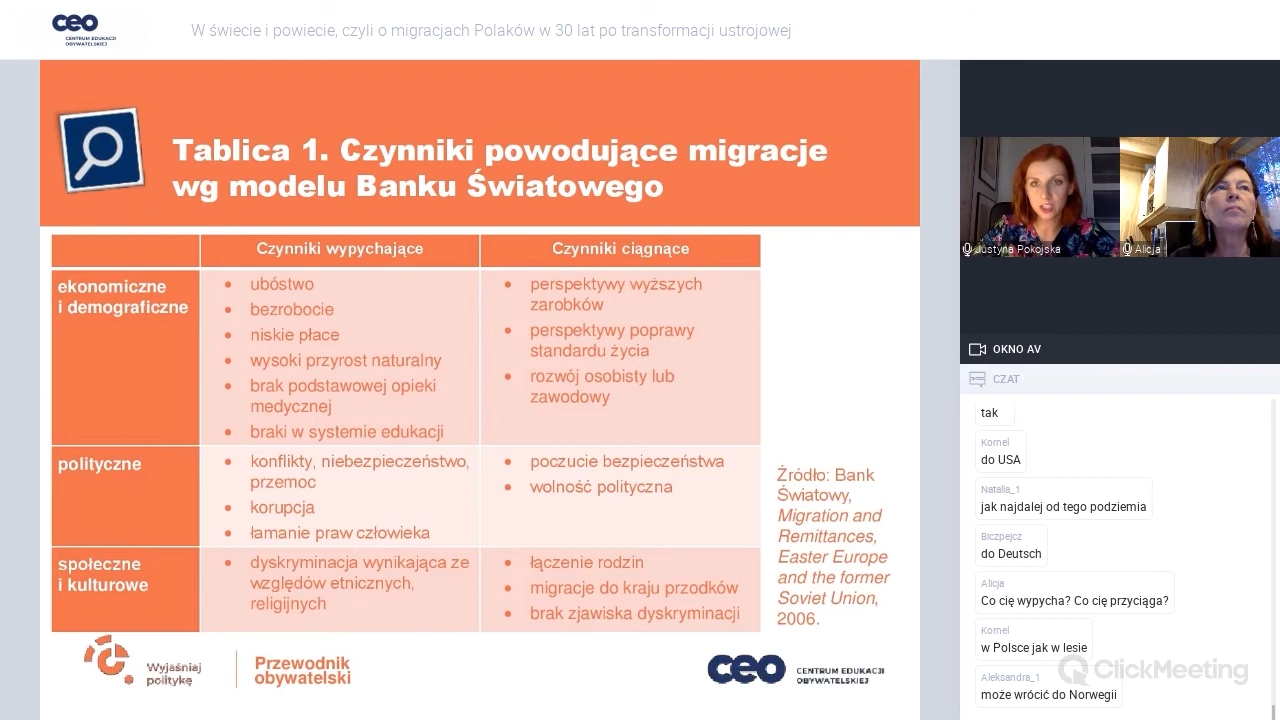 ceo
CENTRUM EDUKACJI
OBYWATELSKIEJ
W świecie i powiecie, czyli o migracjach Polaków w 30 lat po transformacji ustrojowej
Tablica 1. Czynniki powodujące migracje
wg modelu Banku Światowego
Czynniki wypychające
Czynniki ciągnące
ekonomiczne
i demograficzne
• ubóstwo
• bezrobocie
• niskie płace
• wysoki przyrost naturalny
• brak podstawowej opieki
medycznej
• braki w systemie edukacji
• perspektywy wyższych
zarobków
• perspektywy poprawy
standardu życia
• rozwój osobisty lub
zawodowy
polityczne
• konflikty, niebezpieczeństwo,
przemoc
• korupcja
• łamanie praw człowieka
• poczucie bezpieczeństwa
• wolność polityczna
społeczne
i kulturowe
• dyskryminacja wynikająca ze
względów etnicznych,
religijnych
• łączenie rodzin
• migracje do kraju przodków
• brak zjawiska dyskryminacji
Źródło: Bank
Światowy,
Migration and
Remittances,
Easter Europe
and the former
Soviet Union,
2006.
Wyjaśniaj
politykę
Przewodnik
obywatelski
ceo
CENTRUM EDUKACJI
OBYWATELSKIEJ
Justyna Pokojska
Alicja
OKNO AV
CZAT
tak
Kornel
do USA
Natalia_1
jak najdalej od tego podziemia
Biczpejcz
do Deutsch
Alicja
Co cię wypycha? Co cię przyciąga?
Kornel
w Polsce jak w lesie
Aleksandra_1
może wrócić do Norwegii
ClickMeeting